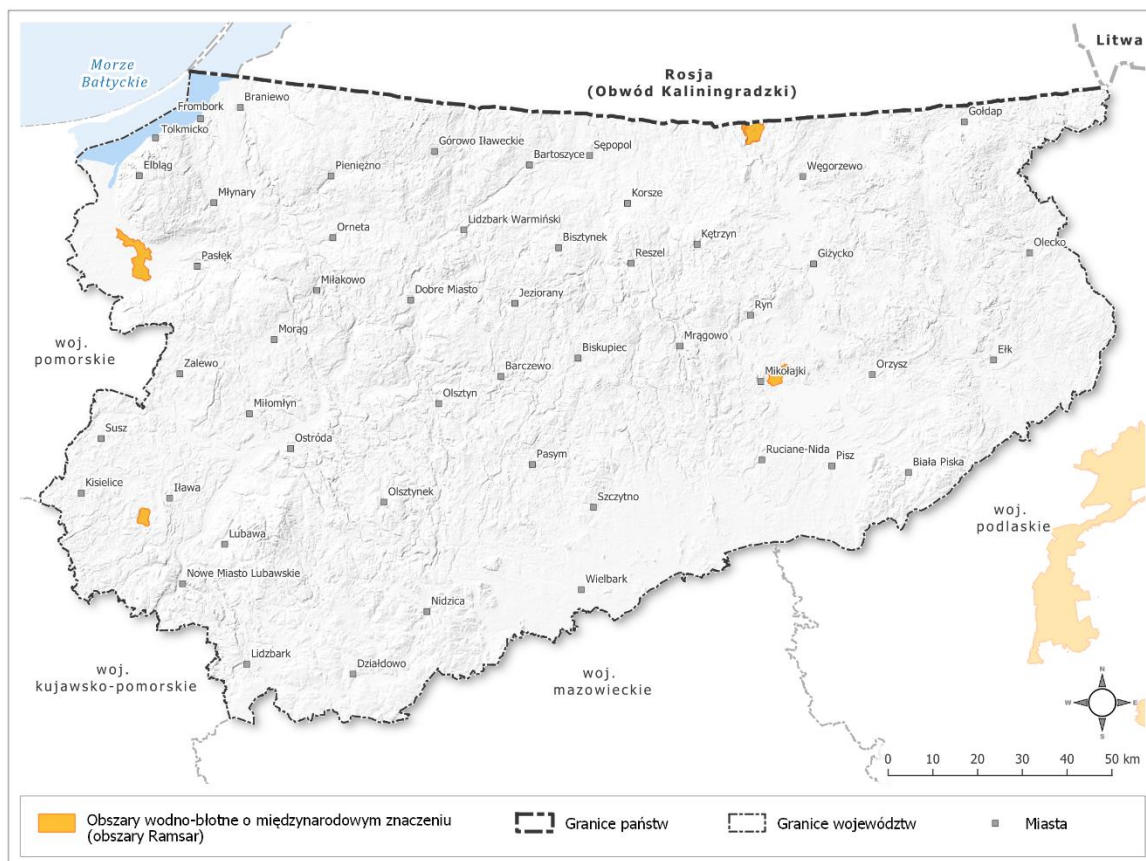 Morze
Bałtyckie
Litwa
Rosja
(Obwód Kaliningradzki)
Frombork
Braniewo
Gołdap
Tolkmicko
Górowo Iławeckie
Sępopol
Bartoszyce
Elbląg
Pieniężno
Węgorzewo
Młynary
Korsze
Lidzbark Warmiński
Orneta
Bisztynek
Kętrzyn
Pasłęk
Reszel
Giżycko
Olecko
Miłakowo
Dobre Miasto
Jeziorany
Ryn
Morąg
woj.
pomorskie
Mrągowo
Biskupiec
Ełk
Zalewo
Barczewo
Mikołajki
Orzysz
Olsztyn
Miłomłyn
Susz
Ostróda
Pasym
Ruciane-Nida
Pisz
Biała Piska
Kisielice
Iława
Olsztynek
Szczytno
woj.
podlaskie
Lubawa
Nowe Miasto Lubawskie
Wielbark
Nidzica
Lidzbark
Działdowo
woj.
kujawsko-pomorskie
woj.
mazowieckie
N
W
E
S
0 10 20 30 40 50 km
Obszary wodno-błotne o międzynarodowym znaczeniu
(obszary Ramsar)
Granice państw
Granice województw
Miasta